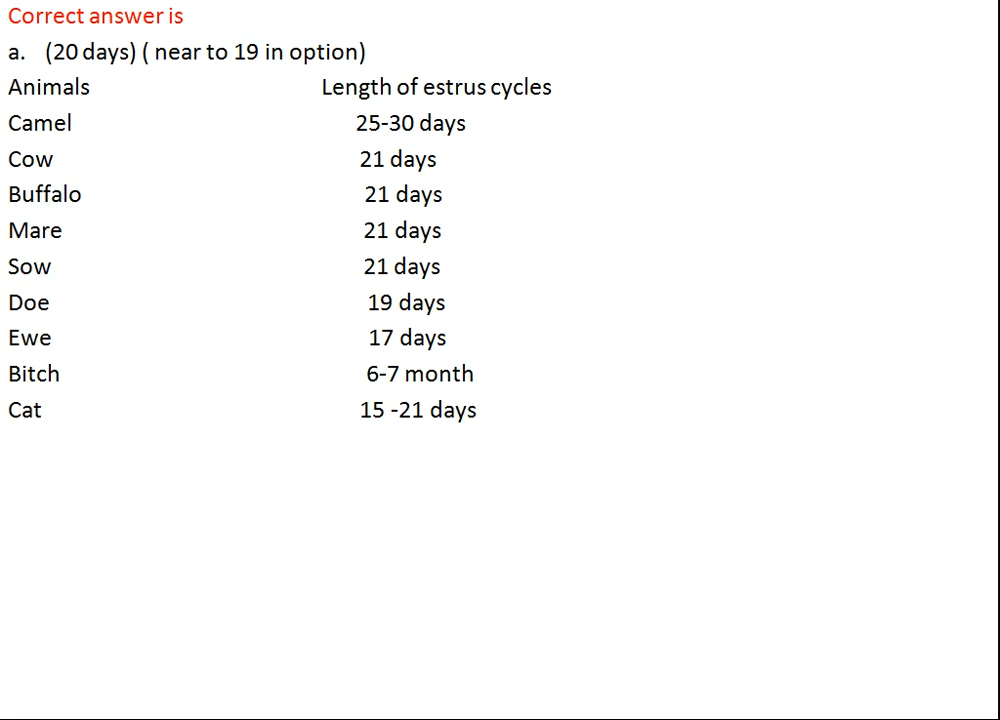 Correct answer is
a. (20 days) ( near to 19 in option)
Animals Length of estrus cycles
Camel 25-30 days
Cow 21 days
Buffalo 21 days
Mare 21 days
Sow 21 days
Doe 19 days
Ewe 17 days
Bitch 6-7 month
Cat 15 -21 days